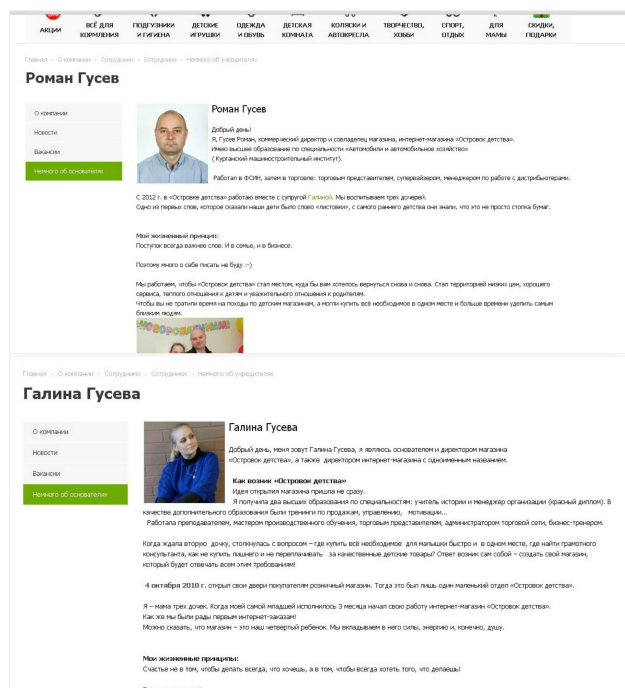 АКЦИИ
ВСЁ ДЛЯ КОРМЛЕНИЯ
ПОДГУЗНИКИ И ГИГИЕНА
ДЕТСКИЕ ИГРУШКИ
ОДЕЖДА И ОБУВЬ
ДЕТСКАЯ КОМНАТА
КОЛЯСКИ И АВТОКРЕСЛА
ТВОРЧЕСТВО, ХОББИ
СПОРТ, ОТДЫХ
ДЛЯ МАМЫ
СКИДКИ, ПОДАРКИ
Главная - О компании - Сотрудники - Сотрудники - Немного об учредителях
Роман Гусев
О компании
Новости
Вакансии
Немного об основателях
Роман Гусев
Добрый день!
Я, Гусев Роман, коммерческий директор и совладелец магазина, интернет-магазина «Островок детства».
Имею высшее образование по специальности «Автомобили и автомобильное хозяйство»
( Курганский машиностроительный институт).
Работал в ФСИН, затем в торговле: торговым представителем, супервайзером, менеджером по работе с дистрибьютерами.
С 2012 г. в «Островке детства» работаю вместе с супругой Галиной. Мы воспитываем трех дочерей.
Одно из первых слов, которое сказали наши дети было слово «листовки», с самого раннего детства они знали, что это не просто стопка бумаг.
Мой жизненный принцип:
Поступок всегда важнее слов. И в семье, и в бизнесе.
Поэтому много о себе писать не буду :-)
Мы работаем, чтобы «Островок детства» стал местом, куда бы вам хотелось вернуться снова и снова. Стал территорией низких цен, хорошего
сервиса, теплого отношения к детям и уважительного отношения к родителям.
Чтобы вы не тратили время на походы по детским магазинам, а могли купить всё необходимое в одном месте и больше времени уделить самым
близким людям.
Главная - О компании - Сотрудники - Сотрудники - Немного об учредителях
Галина Гусева
О компании
Новости
Вакансии
Немного об основателях
Галина Гусева
Добрый день, меня зовут Галина Гусева, я являюсь основателем и директором магазина
«Островок детства», а также директором интернет-магазина с одноименным названием.
Как возник «Островок детства»
Идея открытия магазина пришла не сразу.
Я получила два высших образования по специальностям: учитель истории и менеджер организации (красный диплом). В
качестве дополнительного образования были тренинги по продажам, управлению, мотивации...
Работала преподавателем, мастером производственного обучения, торговым представителем, администратором торговой сети, бизнес-тренером.
Когда ждала вторую дочку, столкнулась с вопросом – где купить всё необходимое для малышки быстро и в одном месте, где найти грамотного
консультанта, как не купить лишнего и не переплачивать за качественные детские товары? Ответ возник сам собой – создать свой магазин,
который будет отвечать всем этим требованиям!
4 октября 2010 г. открыл свои двери покупателям розничный магазин. Тогда это был лишь один маленький отдел «Островок детства».
Я – мама трех дочек. Когда моей самой младшей исполнилось 3 месяца начал свою работу интернет-магазин «Островок детства».
Как же мы были рады первым интернет-заказам!
Можно сказать, что магазин – это наш четвертый ребенок. Мы вкладываем в него силы, энергию и, конечно, душу.
Мои жизненные принципы:
Счастье не в том, чтобы делать всегда, что хочешь, а в том, чтобы всегда хотеть того, что делаешь!